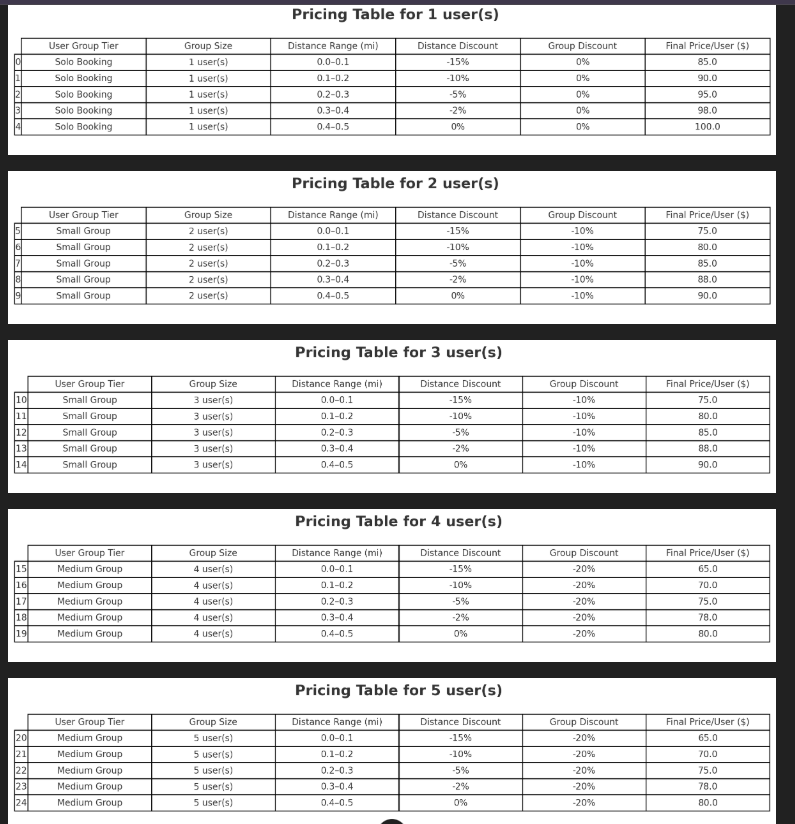 Pricing Table for 1 user(s)
User Group Tier Group Size Distance Range (mi) Distance Discount Group Discount Final Price/User ($)
0 Solo Booking 1 user(s) 0.0–0.1 -15% 0% 85.0
1 Solo Booking 1 user(s) 0.1–0.2 -10% 0% 90.0
2 Solo Booking 1 user(s) 0.2–0.3 -5% 0% 95.0
3 Solo Booking 1 user(s) 0.3–0.4 -2% 0% 98.0
4 Solo Booking 1 user(s) 0.4–0.5 0% 0% 100.0
Pricing Table for 2 user(s)
User Group Tier Group Size Distance Range (mi) Distance Discount Group Discount Final Price/User ($)
5 Small Group 2 user(s) 0.0–0.1 -15% -10% 75.0
6 Small Group 2 user(s) 0.1–0.2 -10% -10% 80.0
7 Small Group 2 user(s) 0.2–0.3 -5% -10% 85.0
8 Small Group 2 user(s) 0.3–0.4 -2% -10% 88.0
9 Small Group 2 user(s) 0.4–0.5 0% -10% 90.0
Pricing Table for 3 user(s)
User Group Tier Group Size Distance Range (mi) Distance Discount Group Discount Final Price/User ($)
10 Small Group 3 user(s) 0.0–0.1 -15% -10% 75.0
11 Small Group 3 user(s) 0.1–0.2 -10% -10% 80.0
12 Small Group 3 user(s) 0.2–0.3 -5% -10% 85.0
13 Small Group 3 user(s) 0.3–0.4 -2% -10% 88.0
14 Small Group 3 user(s) 0.4–0.5 0% -10% 90.0
Pricing Table for 4 user(s)
User Group Tier Group Size Distance Range (mi) Distance Discount Group Discount Final Price/User ($)
15 Medium Group 4 user(s) 0.0–0.1 -15% -20% 65.0
16 Medium Group 4 user(s) 0.1–0.2 -10% -20% 70.0
17 Medium Group 4 user(s) 0.2–0.3 -5% -20% 75.0
18 Medium Group 4 user(s) 0.3–0.4 -2% -20% 78.0
19 Medium Group 4 user(s) 0.4–0.5 0% -20% 80.0
Pricing Table for 5 user(s)
User Group Tier Group Size Distance Range (mi) Distance Discount Group Discount Final Price/User ($)
20 Medium Group 5 user(s) 0.0–0.1 -15% -20% 65.0
21 Medium Group 5 user(s) 0.1–0.2 -10% -20% 70.0
22 Medium Group 5 user(s) 0.2–0.3 -5% -20% 75.0
23 Medium Group 5 user(s) 0.3–0.4 -2% -20% 78.0
24 Medium Group 5 user(s) 0.4–0.5 0% -20% 80.0